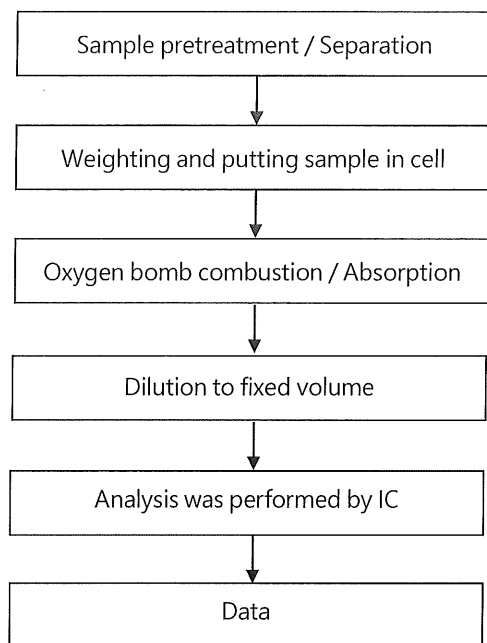 Sample pretreatment / Separation
Weighting and putting sample in cell
Oxygen bomb combustion / Absorption
Dilution to fixed volume
Analysis was performed by IC
Data